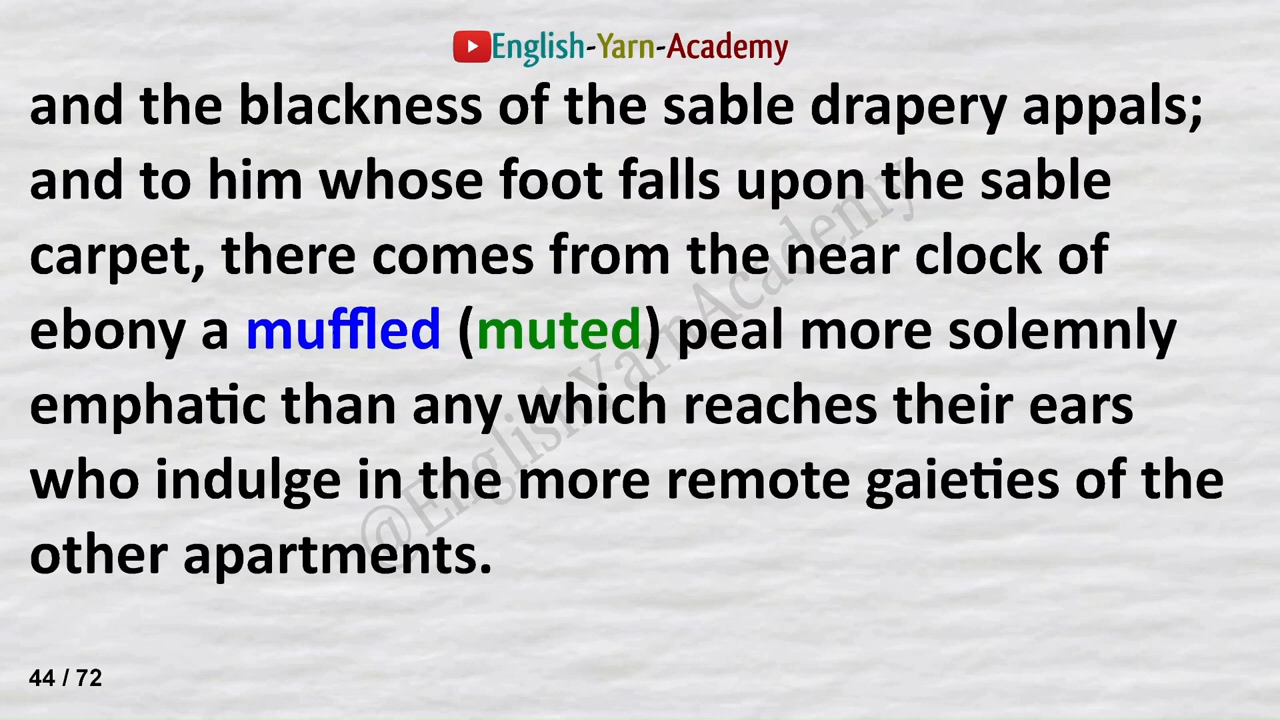 English-Yarn-Academy
and the blackness of the sable drapery appals;
and to him whose foot falls upon the sable
carpet, there comes from the near clock of
ebony a muffled (muted) peal more solemnly
emphatic than any which reaches their ears
who indulge in the more remote gaieties of the
other apartments.
@EnglishYarnAcademy
44 / 72